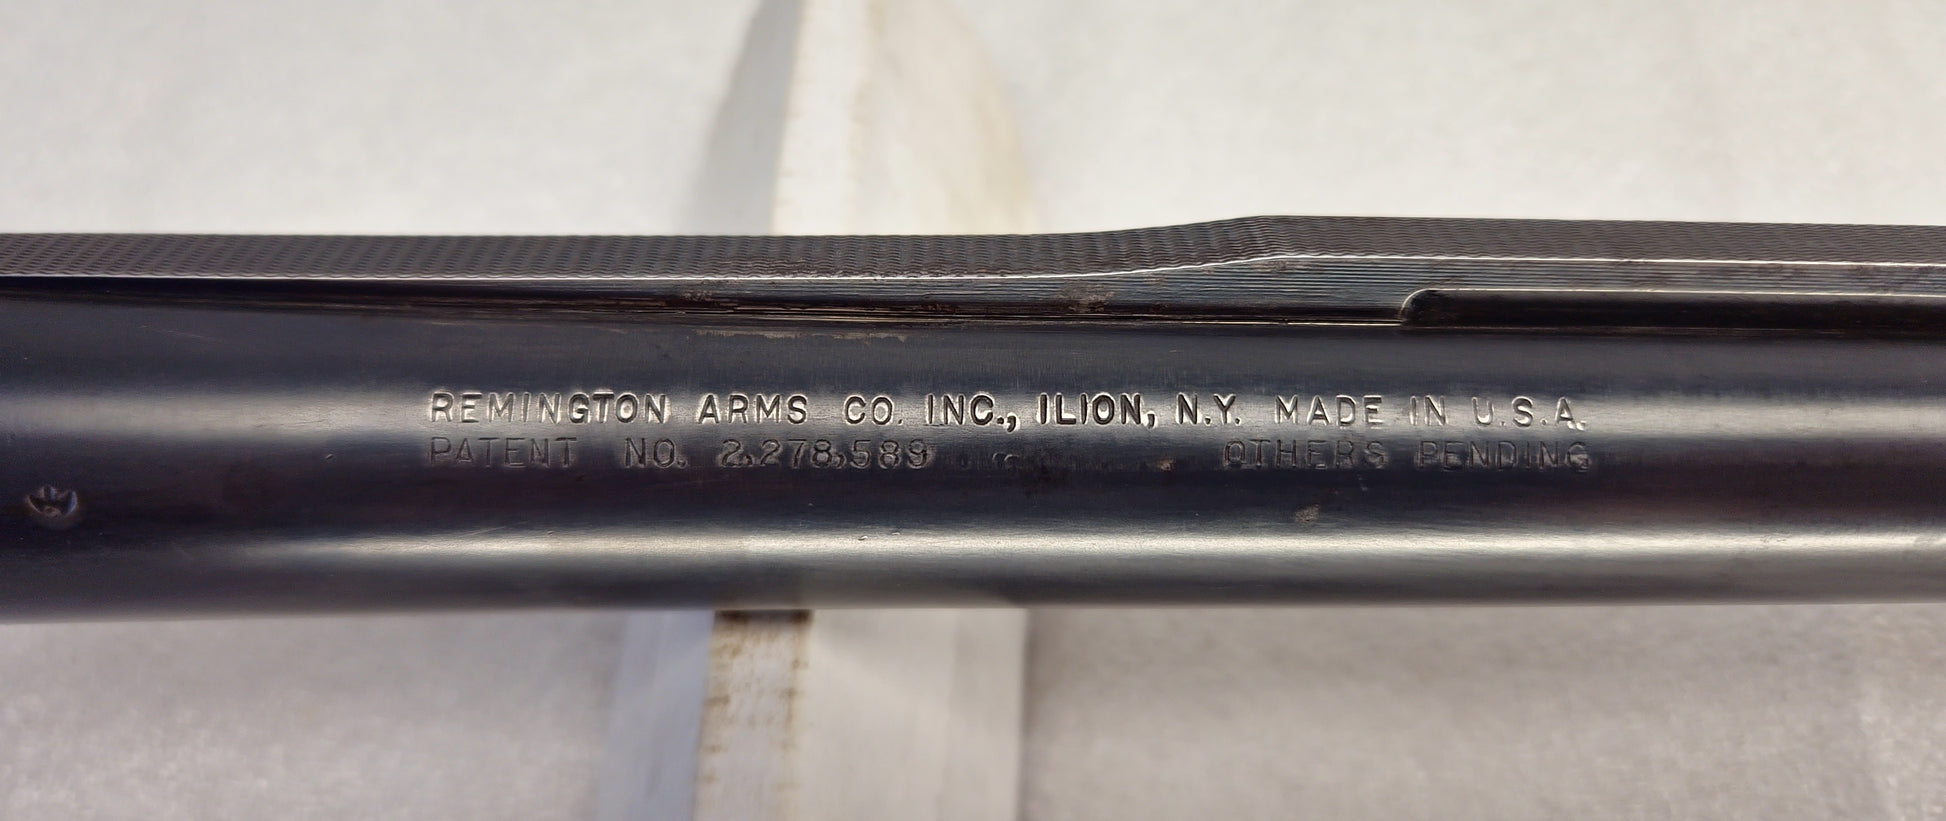 REMINGTON ARMS CO. INC., ILION, N.Y. MADE IN U.S.A.
PATENT NO. 2,278,589 OTHERS PENDING